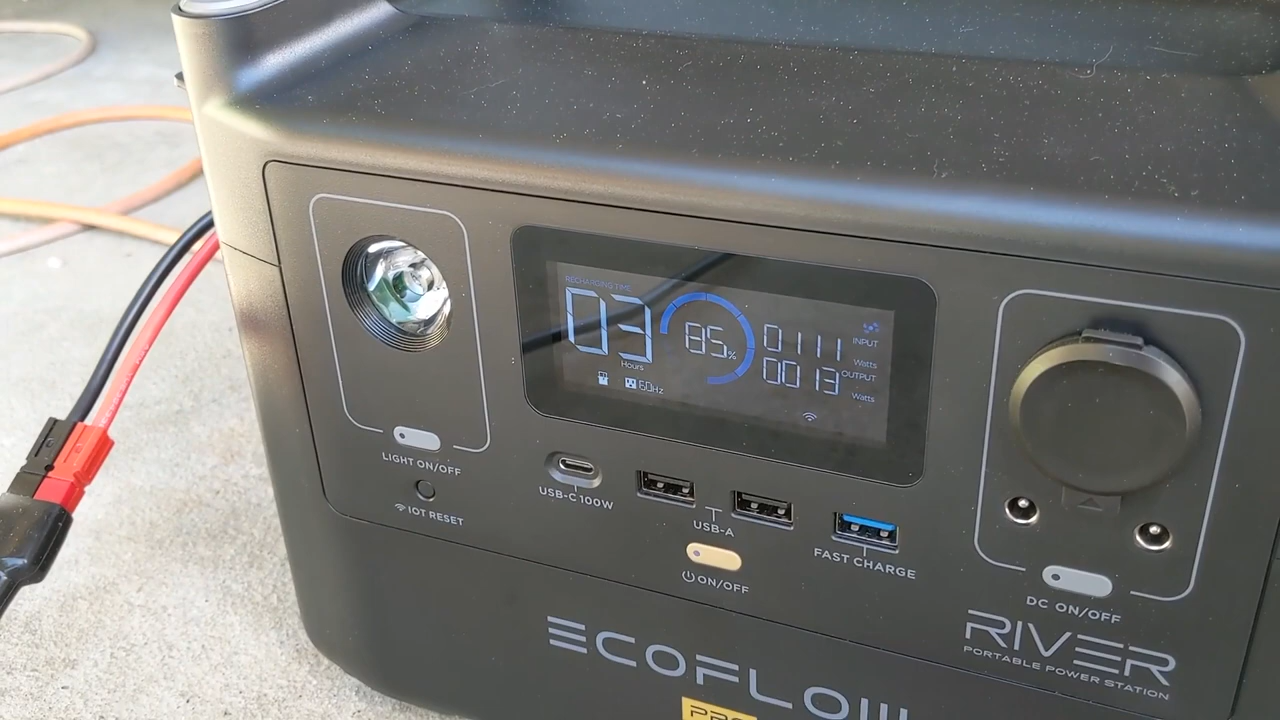 RECHARGING TIME
03
Hours
85%
0111
INPUT
Watts
0013
OUTPUT
Watts
60Hz
LIGHT ON/OFF
IOT RESET
USB-C 100W
USB-A
ON/OFF
FAST CHARGE
DC ON/OFF
RIVER
PORTABLE POWER STATION
ECOFLOW
PRO